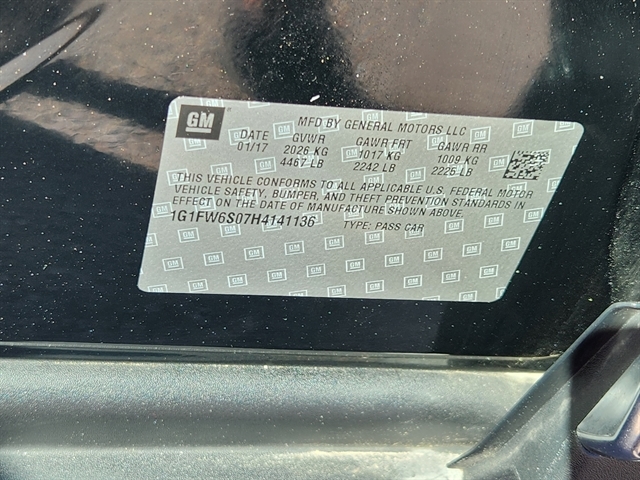 GM
MFD BY GENERAL MOTORS LLC
DATE GVWR GAWR FRT GAWR RR
01/17 2026 KG 1017 KG 1009 KG
4467 LB 2242 LB 2225 LB
THIS VEHICLE CONFORMS TO ALL APPLICABLE U.S. FEDERAL MOTOR
VEHICLE SAFETY, BUMPER, AND THEFT PREVENTION STANDARDS IN
EFFECT ON THE DATE OF MANUFACTURE SHOWN ABOVE.
1G1FW6S07H4141136 TYPE: PASS CAR